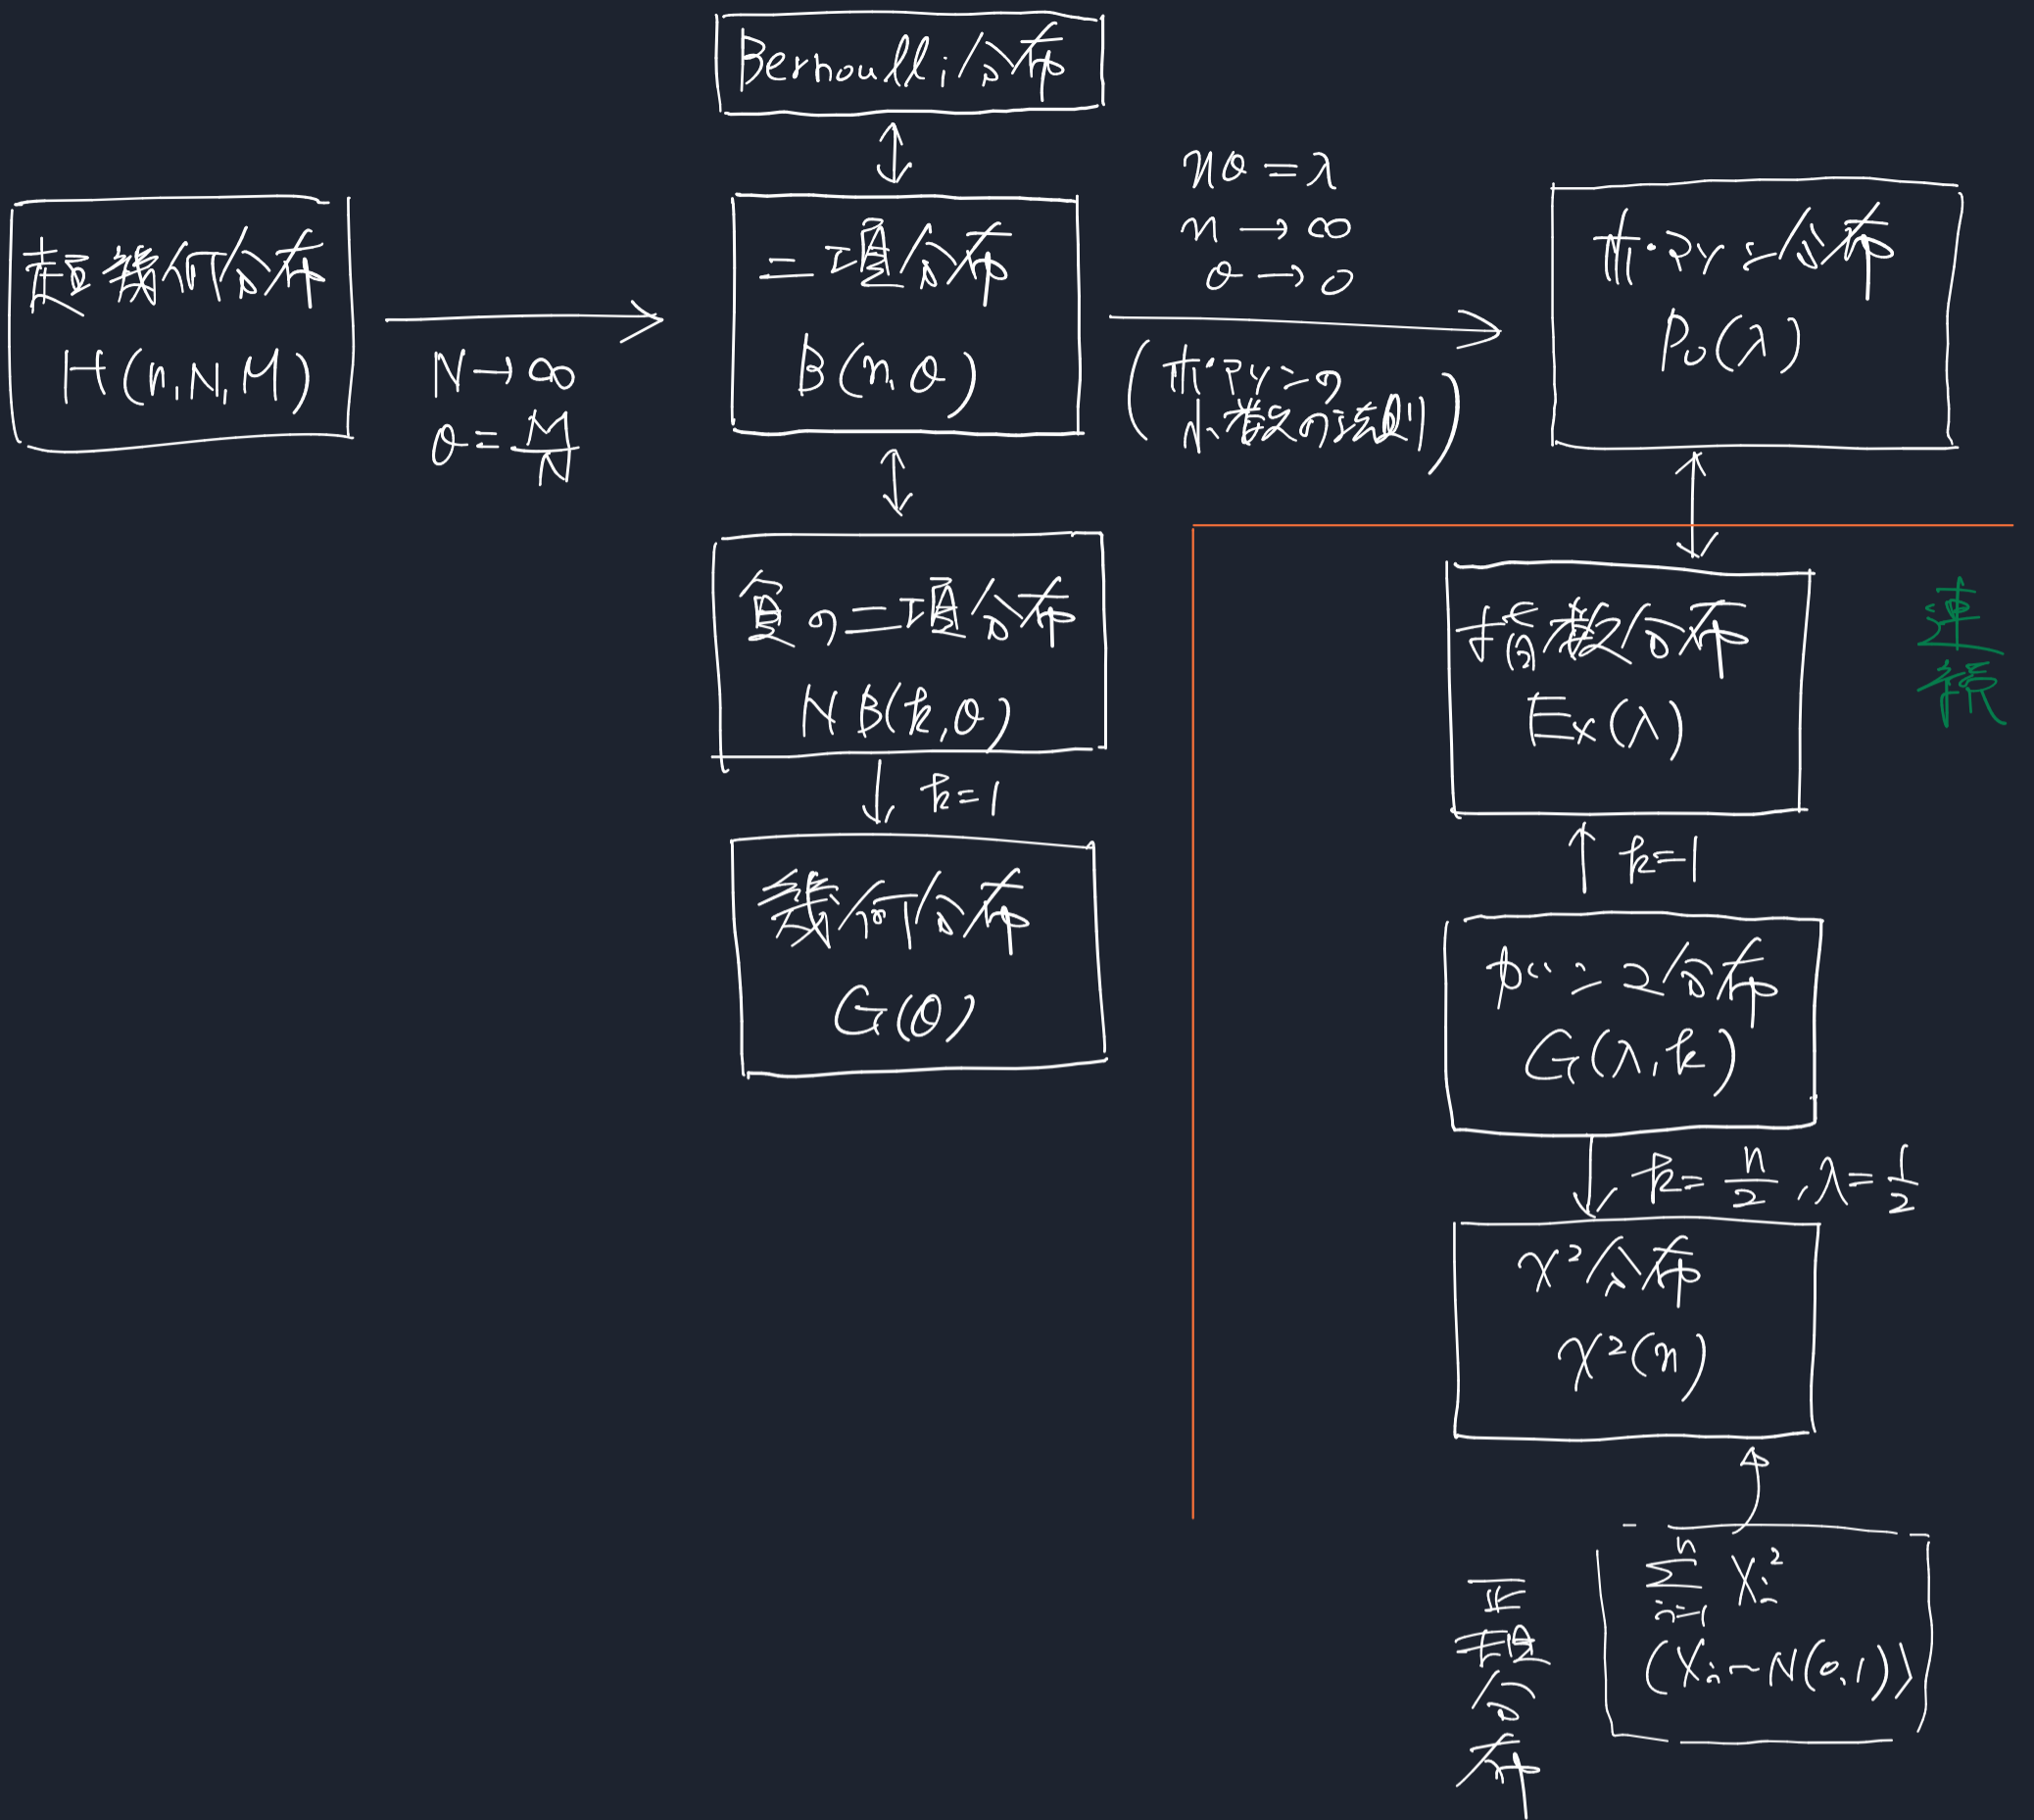 Bernoulli分布
超幾何分布
H(n,N,M)
N→∞
θ=M/N
二項分布
B(n,θ)
nθ=λ
n→∞
θ→0
(ポアソンの
小数の法則)
ポアソン分布
Po(λ)
負の二項分布
NB(k,θ)
k=1
幾何分布
G(θ)
連続
指数分布
Ex(λ)
k=1
ガンマ分布
G(λ,k)
k=n/2,λ=1/2
χ²分布
χ²(n)
∑ⁿᵢ₌₁ Xᵢ²
(Xᵢ~N(0,1))
正規分布